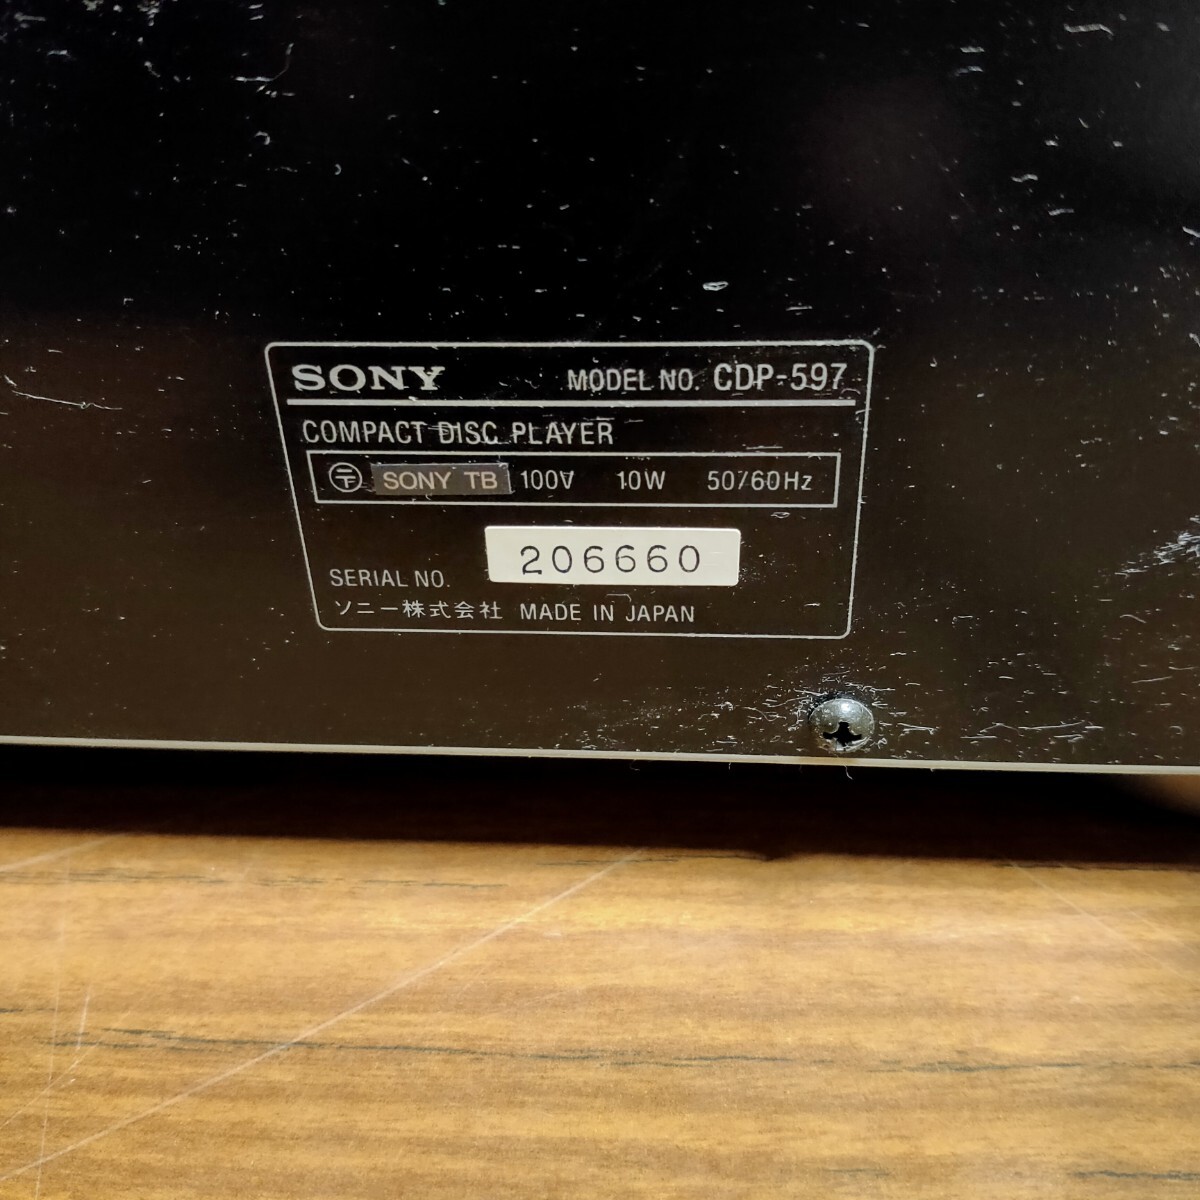 SONY MODEL NO. CDP-597
COMPACT DISC PLAYER
〒 SONY TB 100V 10W 50/60Hz
SERIAL NO. 206660
ソニー株式会社 MADE IN JAPAN